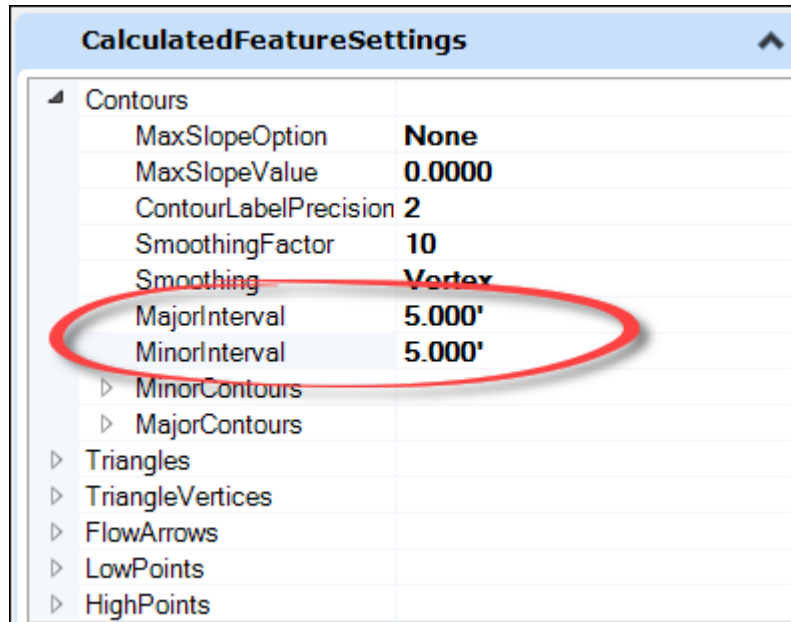 CalculatedFeatureSettings
Contours
MaxSlopeOption None
MaxSlopeValue 0.0000
ContourLabelPrecision 2
SmoothingFactor 10
Smoothing Vertex
MajorInterval 5.000'
MinorInterval 5.000'
MinorContours
MajorContours
Triangles
TriangleVertices
FlowArrows
LowPoints
HighPoints